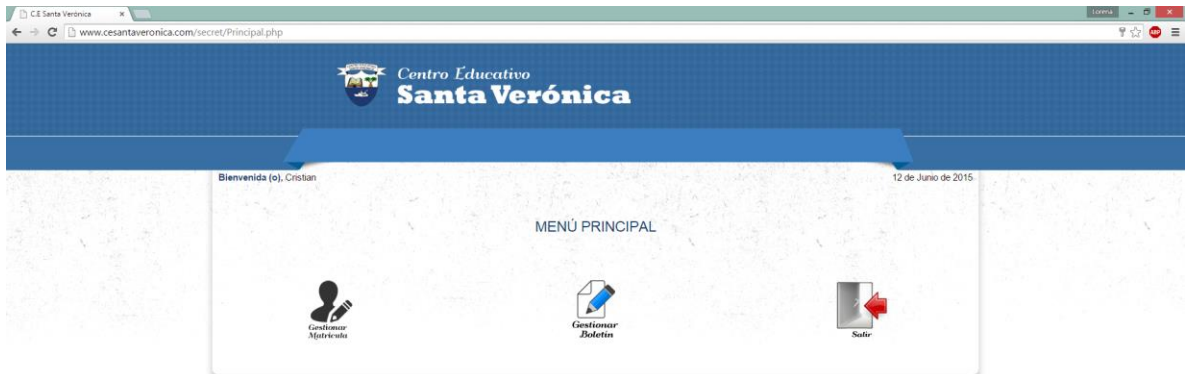 C.E Santa Verónica
Lorena
www.cesantaveronica.com/secret/Principal.php
ABP
Centro Educativo
Santa Verónica
Bienvenida (o), Cristian
12 de Junio de 2015
MENÚ PRINCIPAL
Gestionar
Matricula
Gestionar
Boletín
Salir